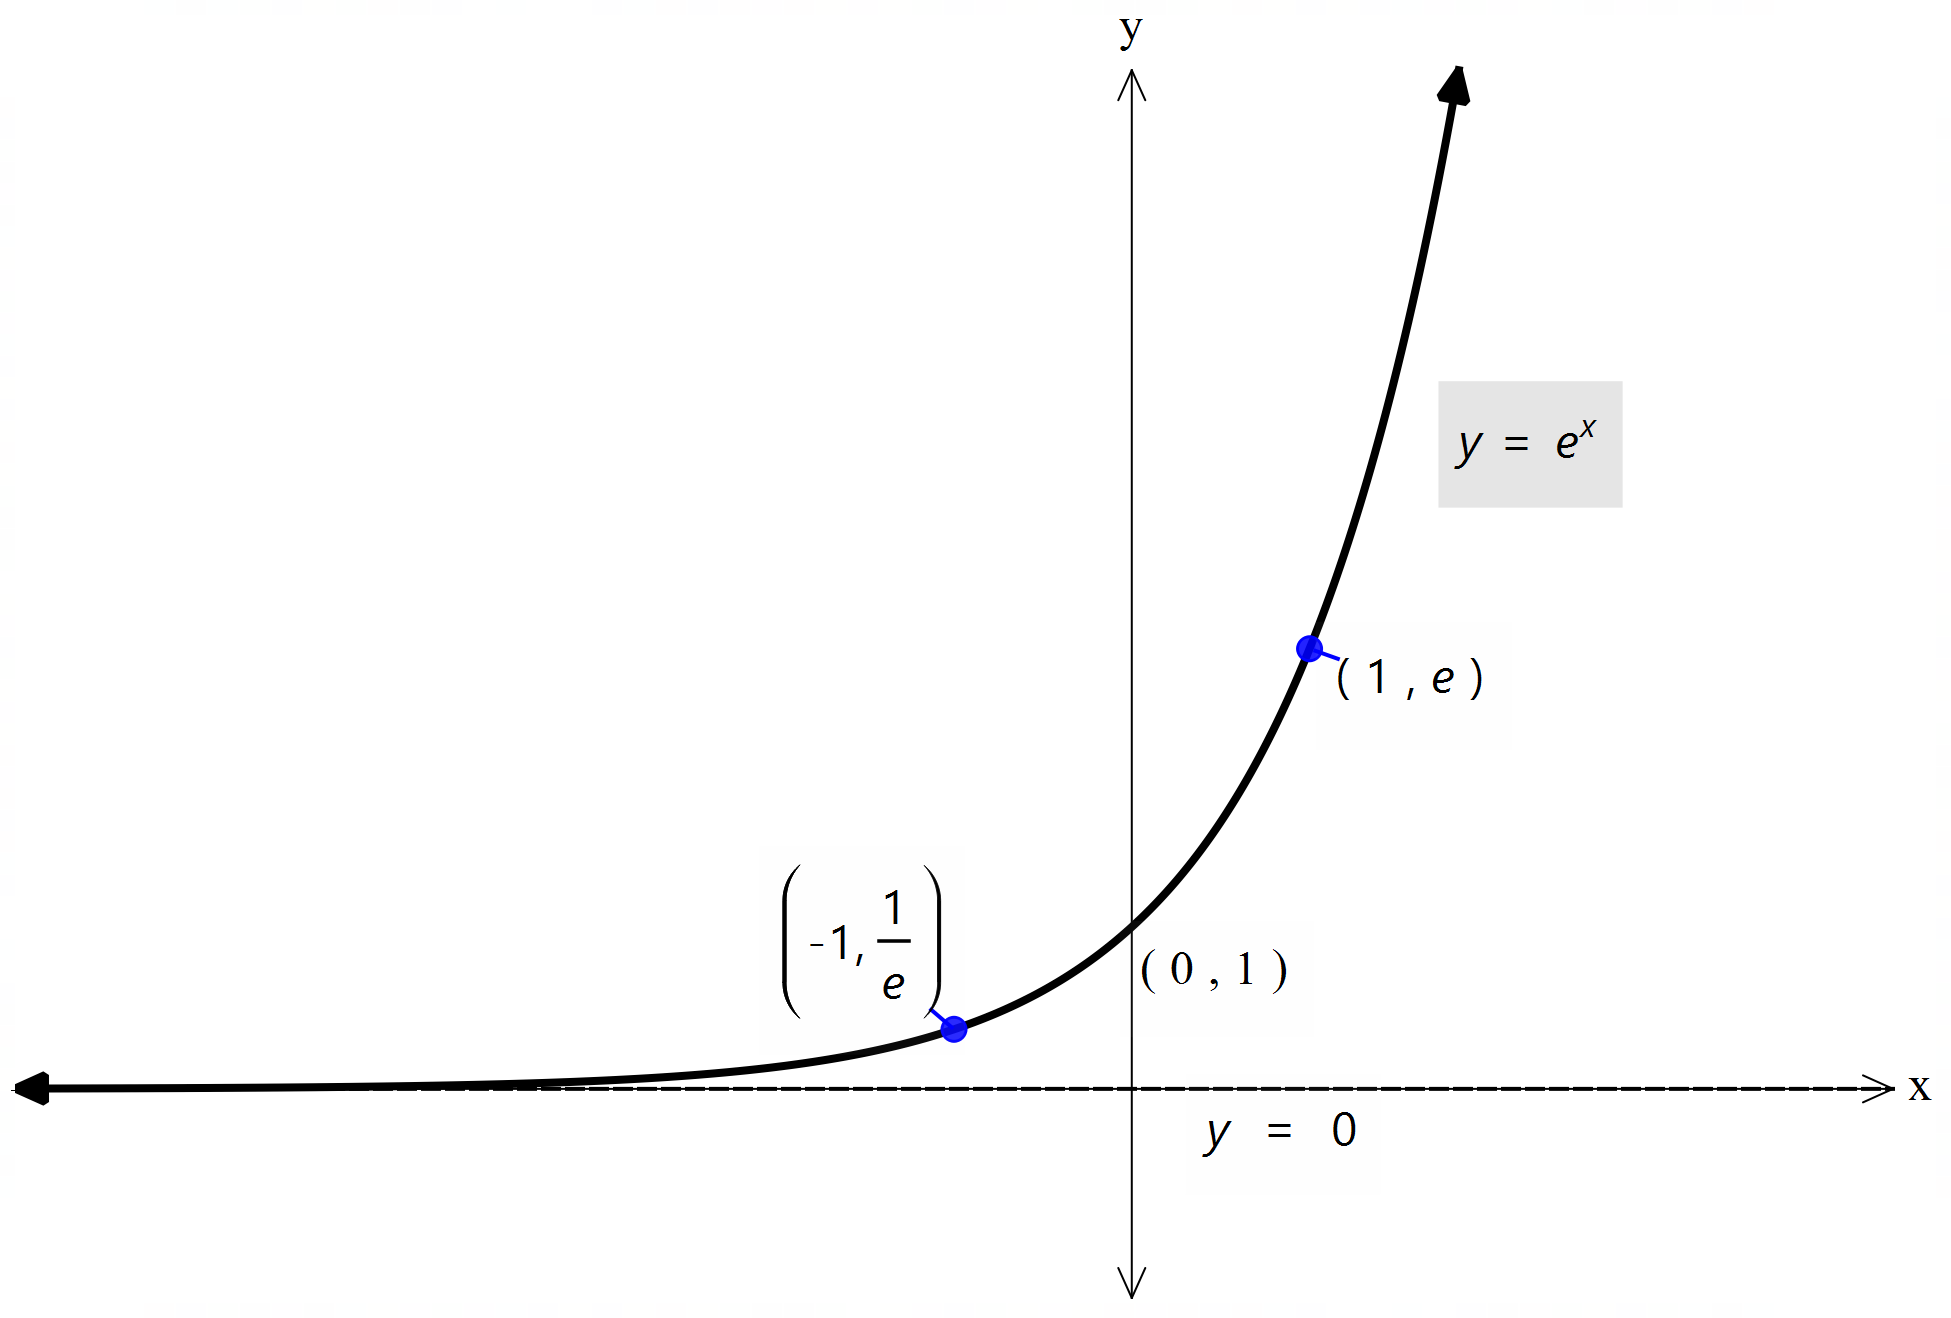 y
y = e^x
( 1 , e )
(-1, 1/e)
( 0 , 1 )
x
y = 0